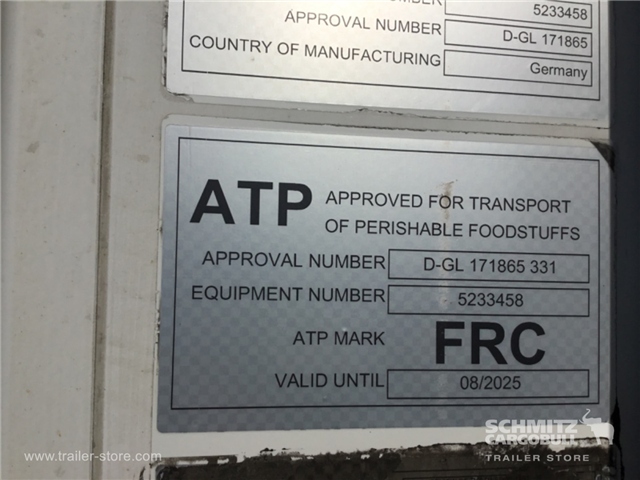 5233458
APPROVAL NUMBER D-GL 171865
COUNTRY OF MANUFACTURING Germany
ATP APPROVED FOR TRANSPORT
OF PERISHABLE FOODSTUFFS
APPROVAL NUMBER D-GL 171865 331
EQUIPMENT NUMBER 5233458
ATP MARK FRC
VALID UNTIL 08/2025
SCHMITZ
CARGOBULL
TRAILER STORE
www.trailer-store.com